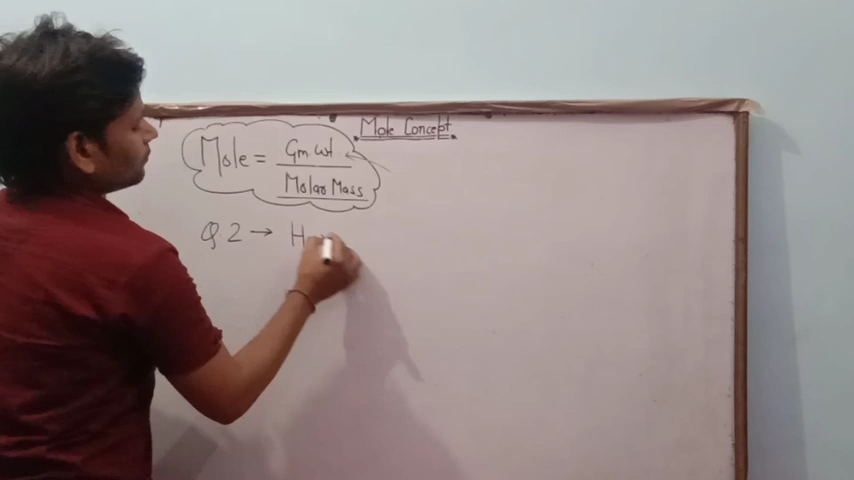 Mole Concept
Mole = Gm wt
Molar Mass
Q.2 → H